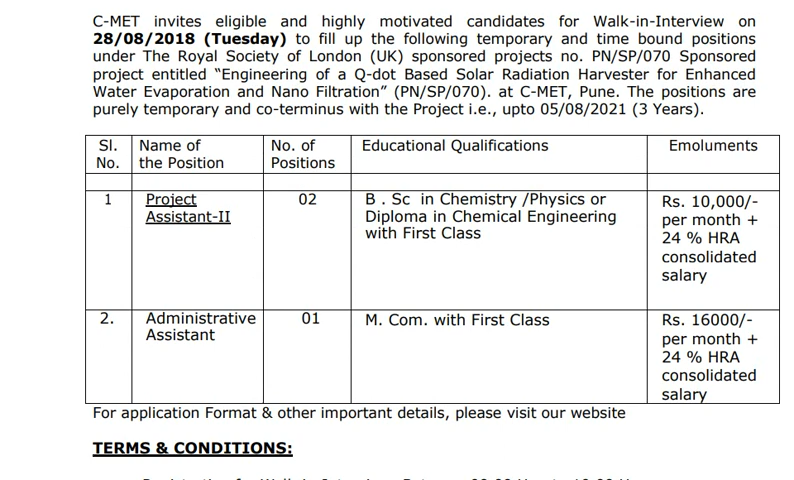 C-MET invites eligible and highly motivated candidates for Walk-in-Interview on
28/08/2018 (Tuesday) to fill up the following temporary and time bound positions
under The Royal Society of London (UK) sponsored projects no. PN/SP/070 Sponsored
project entitled “Engineering of a Q-dot Based Solar Radiation Harvester for Enhanced
Water Evaporation and Nano Filtration” (PN/SP/070). at C-MET, Pune. The positions are
purely temporary and co-terminus with the Project i.e., upto 05/08/2021 (3 Years).
Sl. No.
Name of the Position
No. of Positions
Educational Qualifications
Emoluments
1
Project
Assistant-II
02
B . Sc in Chemistry /Physics or
Diploma in Chemical Engineering
with First Class
Rs. 10,000/-
per month +
24 % HRA
consolidated
salary
2.
Administrative
Assistant
01
M. Com. with First Class
Rs. 16000/-
per month +
24 % HRA
consolidated
salary
For application Format & other important details, please visit our website
TERMS & CONDITIONS: